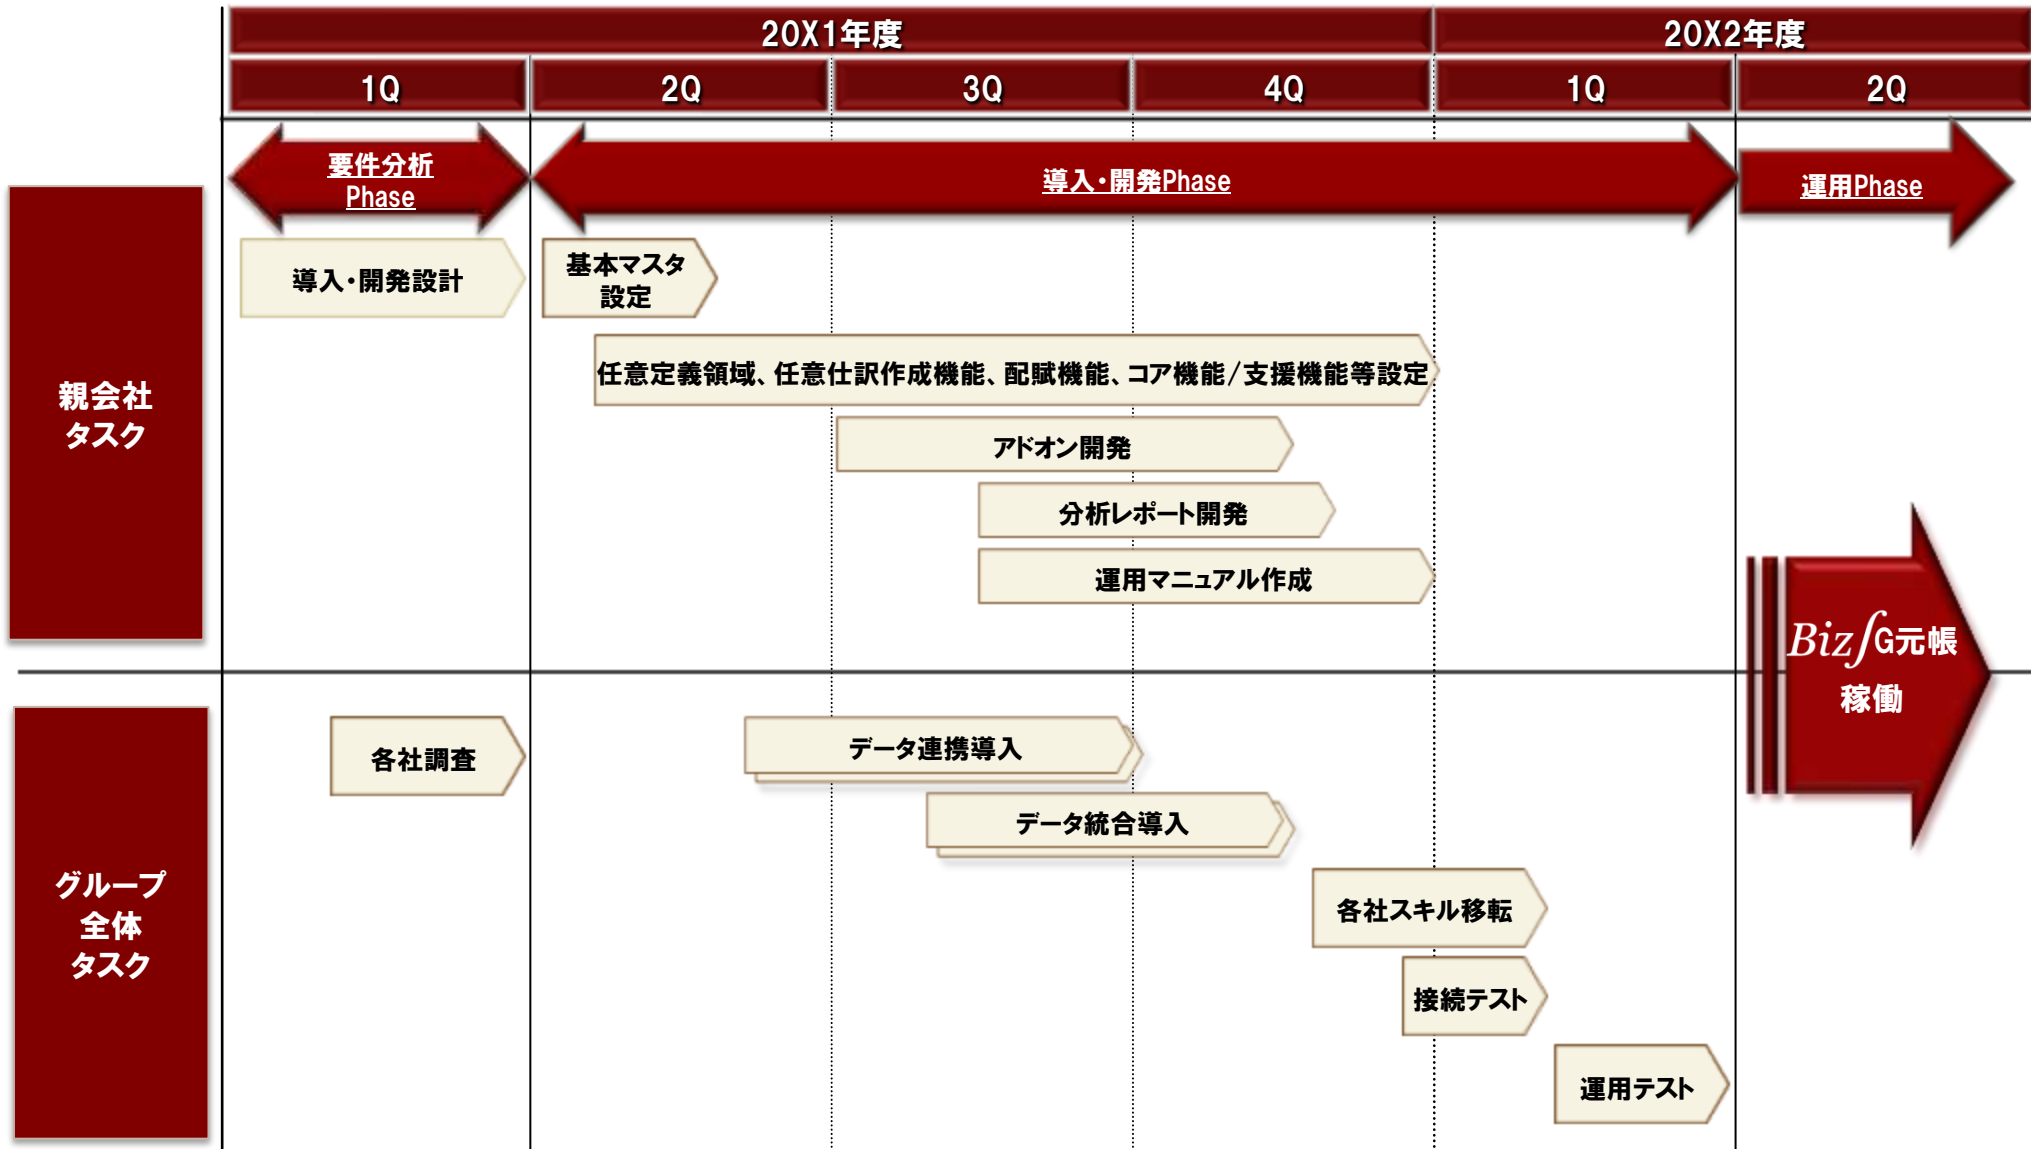 20X1年度
20X2年度
1Q
2Q
3Q
4Q
1Q
2Q
要件分析
Phase
導入・開発Phase
運用Phase
親会社
タスク
導入・開発設計
基本マスタ
設定
任意定義領域、任意仕訳作成機能、配賦機能、コア機能/支援機能等設定
アドオン開発
分析レポート開発
運用マニュアル作成
Biz∫G元帳
稼働
グループ
全体
タスク
各社調査
データ連携導入
データ統合導入
各社スキル移転
接続テスト
運用テスト